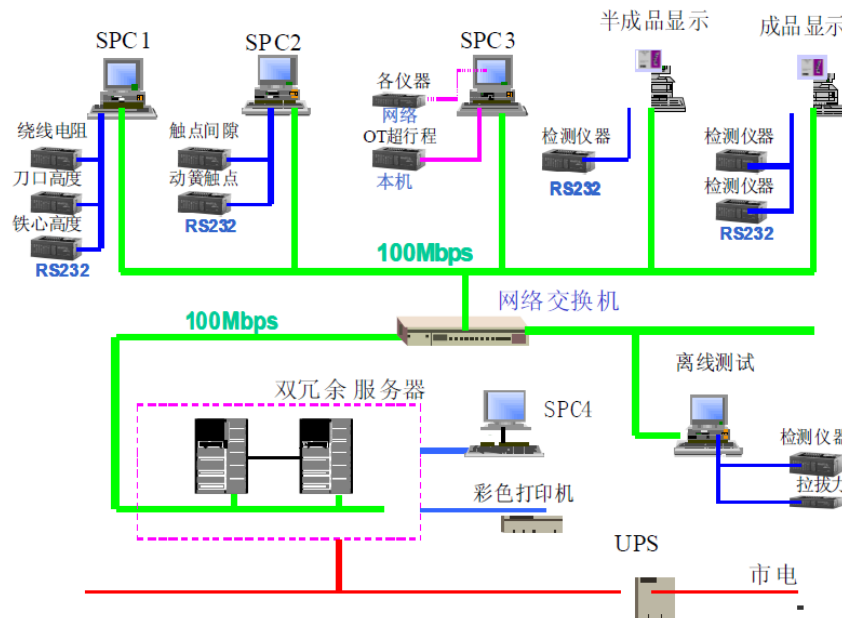 SPC1
SPC2
SPC3
半成品显示
成品显示
绕线电阻
刀口高度
铁心高度
RS232
触点间隙
动簧触点
RS232
各仪器
网络
OT超行程
本机
检测仪器
RS232
检测仪器
检测仪器
RS232
100Mbps
网络交换机
100Mbps
离线测试
双冗余服务器
SPC4
检测仪器
拉拔力
彩色打印机
UPS
市电